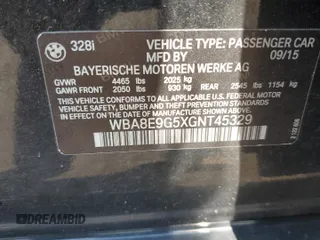 328i VEHICLE TYPE: PASSENGER CAR
MFD BY 09/15
BAYERISCHE MOTOREN WERKE AG
GVWR 4465 lbs 2025 kg
GAWR FRONT 2050 lbs 930 kg REAR 2545 lbs 1154 kg
THIS VEHICLE CONFORMS TO ALL APPLICABLE FEDERAL MOTOR VEHICLE
SAFETY, BUMPER, AND THEFT PREVENTION STANDARDS IN
EFFECT ON THE DATE OF MANUFACTURE SHOWN ABOVE.
WBA8E9G5XGNT45329
AUTOBIDMASTER